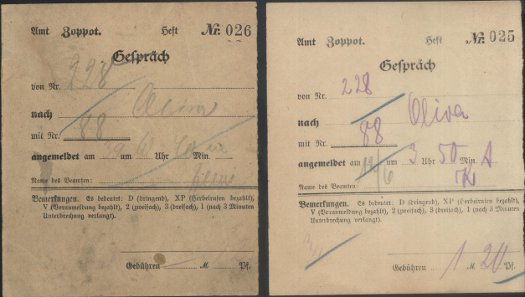 Amt Zoppot. Heft Nr. 026
Gespräch
von Nr. 228
nach Oliva
mit Nr. 88
angemeldet am um Uhr Min.
Name des Beamten:
Bemerkungen. Es bedeutet: D (dringend), XP (Herbeirufen bezahlt),
V (Voranmeldung bezahlt), 2 (zweifach), 3 (dreifach), 1 (nach 3 Minuten
Unterbrechung verlangt).
Gebühren M Pf.
Amt Zoppot. Heft Nr. 025
Gespräch
von Nr. 228
nach Oliva
mit Nr. 88
angemeldet am 19/6 um 3 Uhr 50 Min.
Name des Beamten:
Bemerkungen. Es bedeutet: D (dringend), XP (Herbeirufen bezahlt),
V (Voranmeldung bezahlt), 2 (zweifach), 3 (dreifach), 1 (nach 3 Minuten
Unterbrechung verlangt).
Gebühren 1 M 20 Pf.